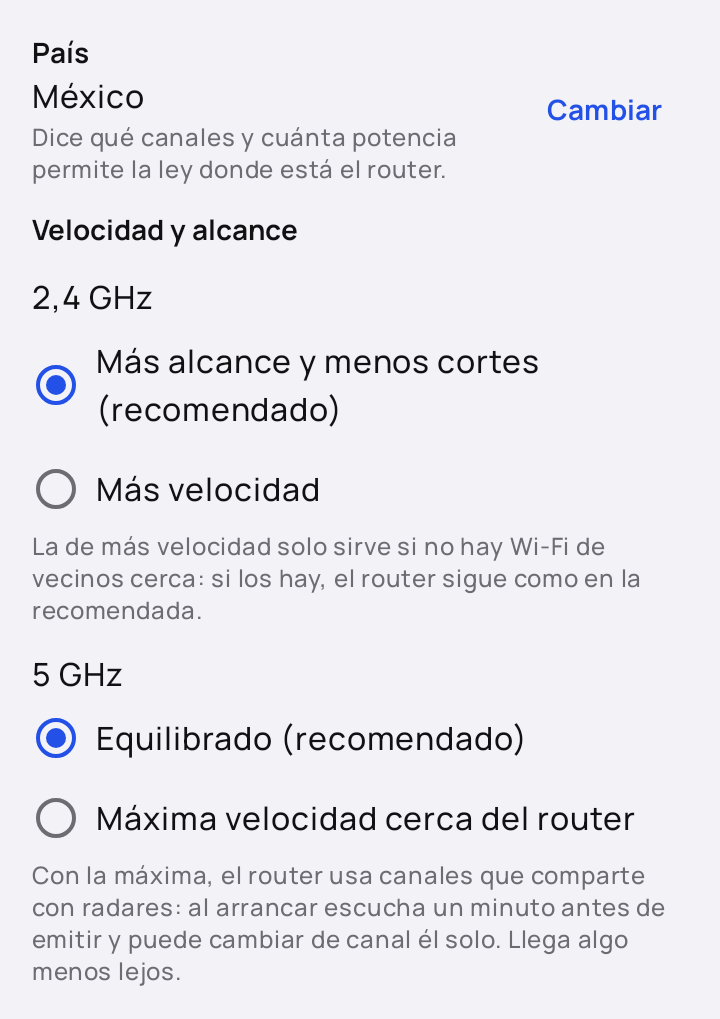 País
México
Cambiar
Dice qué canales y cuánta potencia
permite la ley donde está el router.
Velocidad y alcance
2,4 GHz
Más alcance y menos cortes
(recomendado)
Más velocidad
La de más velocidad solo sirve si no hay Wi-Fi de
vecinos cerca: si los hay, el router sigue como en la
recomendada.
5 GHz
Equilibrado (recomendado)
Máxima velocidad cerca del router
Con la máxima, el router usa canales que comparte
con radares: al arrancar escucha un minuto antes de
emitir y puede cambiar de canal él solo. Llega algo
menos lejos.